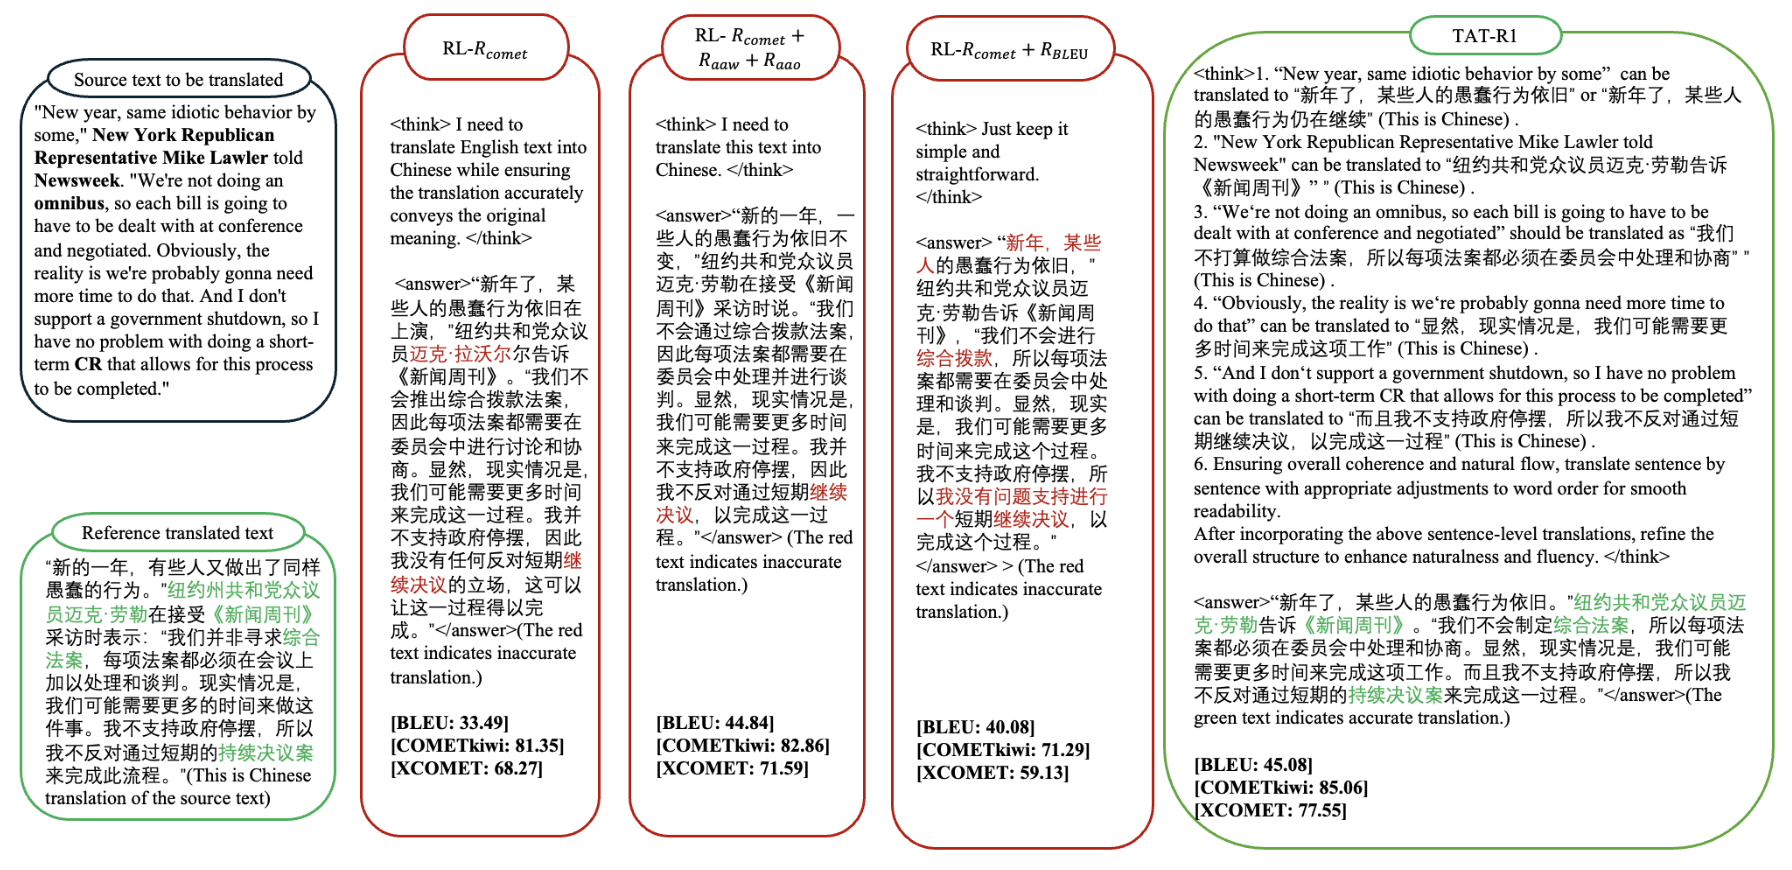 Source text to be translated
"New year, same idiotic behavior by
some," New York Republican
Representative Mike Lawler told
Newsweek. "We're not doing an
omnibus, so each bill is going to
have to be dealt with at conference
and negotiated. Obviously, the
reality is we're probably gonna need
more time to do that. And I don't
support a government shutdown, so I
have no problem with doing a short-
term CR that allows for this process
to be completed."
Reference translated text
“新的一年，有些人又做出了同样
愚蠢的行为。”纽约州共和党众议
员迈克·劳勒在接受《新闻周刊》
采访时表示：“我们并非寻求综合
法案，每项法案都必须在会议上
加以处理和谈判。现实情况是，
我们可能需要更多的时间来做这
件事。我不支持政府停摆，所以
我不反对通过短期的持续决议案
来完成此流程。”(This is Chinese
translation of the source text)
RL-R_comet
<think> I need to
translate English text into
Chinese while ensuring
the translation accurately
conveys the original
meaning. </think>
<answer>“新年了，某
些人的愚蠢行为依旧在
上演，”纽约共和党众议
员迈克·拉沃尔尔告诉
《新闻周刊》。“我们不
会推出综合拨款法案，
因此每项法案都需要在
委员会中进行讨论和协
商。显然，现实情况是，
我们可能需要更多时间
来完成这一过程。我并
不支持政府停摆，因此
我没有任何反对短期继
续决议的立场，这可以
让这一过程得以完
成。”</answer>(The red
text indicates inaccurate
translation.)
[BLEU: 33.49]
[COMETkiwi: 81.35]
[XCOMET: 68.27]
RL- R_comet +
R_aaw + R_aao
<think> I need to
translate this text into
Chinese. </think>
<answer>“新的一年，一
些人的愚蠢行为依旧不
变，”纽约共和党众议员
迈克·劳勒在接受《新闻
周刊》采访时说。“我们
不会通过综合拨款法案，
因此每项法案都需要在
委员会中处理并进行谈
判。显然，现实情况是，
我们可能需要更多时间
来完成这一过程。我并
不支持政府停摆，因此
我不反对通过短期继续
决议，以完成这一过
程。”</answer> (The red
text indicates inaccurate
translation.)
[BLEU: 44.84]
[COMETkiwi: 82.86]
[XCOMET: 71.59]
RL-R_comet + R_BLEU
<think> Just keep it
simple and
straightforward.
</think>
<answer> “新年，某些
人的愚蠢行为依旧，”
纽约共和党众议员迈
克·劳勒告诉《新闻周
刊》，“我们不会进行
综合拨款，所以每项法
案都需要在委员会中处
理和谈判。显然，现实
是，我们可能需要更多
时间来完成这个过程。
我不支持政府停摆，所
以我没有问题支持进行
一个短期继续决议，以
完成这个过程。”
</answer> > (The red
text indicates inaccurate
translation.)
[BLEU: 40.08]
[COMETkiwi: 71.29]
[XCOMET: 59.13]
TAT-R1
<think>1. “New year, same idiotic behavior by some” can be
translated to “新年了，某些人的愚蠢行为依旧” or “新年了，某些人
的愚蠢行为仍在继续” (This is Chinese) .
2. "New York Republican Representative Mike Lawler told
Newsweek" can be translated to “纽约共和党众议员迈克·劳勒告诉
《新闻周刊》” ” (This is Chinese) .
3. “We‘re not doing an omnibus, so each bill is going to have to be
dealt with at conference and negotiated” should be translated as “我们
不打算做综合法案，所以每项法案都必须在委员会中处理和协商” ”
(This is Chinese) .
4. “Obviously, the reality is we‘re probably gonna need more time to
do that” can be translated to “显然，现实情况是，我们可能需要更
多时间来完成这项工作” (This is Chinese) .
5. “And I don‘t support a government shutdown, so I have no problem
with doing a short-term CR that allows for this process to be completed”
can be translated to “而且我不支持政府停摆，所以我不反对通过短
期继续决议，以完成这一过程” (This is Chinese) .
6. Ensuring overall coherence and natural flow, translate sentence by
sentence with appropriate adjustments to word order for smooth
readability.
After incorporating the above sentence-level translations, refine the
overall structure to enhance naturalness and fluency. </think>
<answer>“新年了，某些人的愚蠢行为依旧。”纽约共和党众议员迈
克·劳勒告诉《新闻周刊》。“我们不会制定综合法案，所以每项法
案都必须在委员会中处理和协商。显然，现实情况是，我们可能
需要更多时间来完成这项工作。而且我不支持政府停摆，所以我
不反对通过短期的持续决议案来完成这一过程。”</answer>(The
green text indicates accurate translation.)
[BLEU: 45.08]
[COMETkiwi: 85.06]
[XCOMET: 77.55]